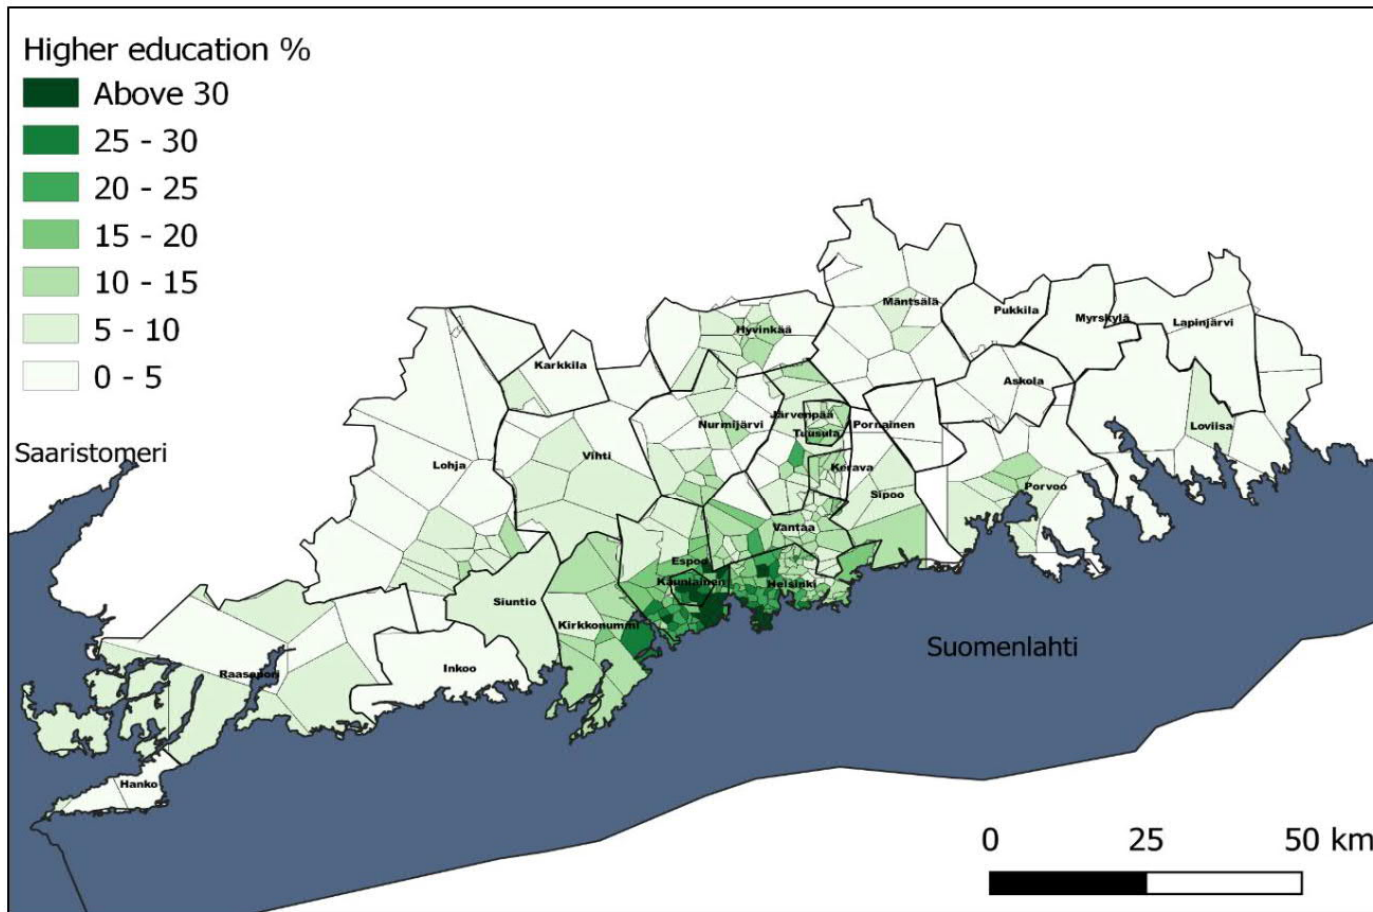 Higher education %
Above 30
25 - 30
20 - 25
15 - 20
10 - 15
5 - 10
0 - 5
Mäntsälä
Pukkila
Myrskylä
Lapinjärvi
Hyvinkää
Karkkila
Askola
Järvenpää
Nurmijärvi
Tuusula
Pornainen
Loviisa
Saaristomeri
Lohja
Vihti
Kerava
Sipoo
Porvoo
Vantaa
Espoo
Kauniainen
Helsinki
Siuntio
Kirkkonummi
Suomenlahti
Inkoo
Raasepori
Hanko
0 25 50 km